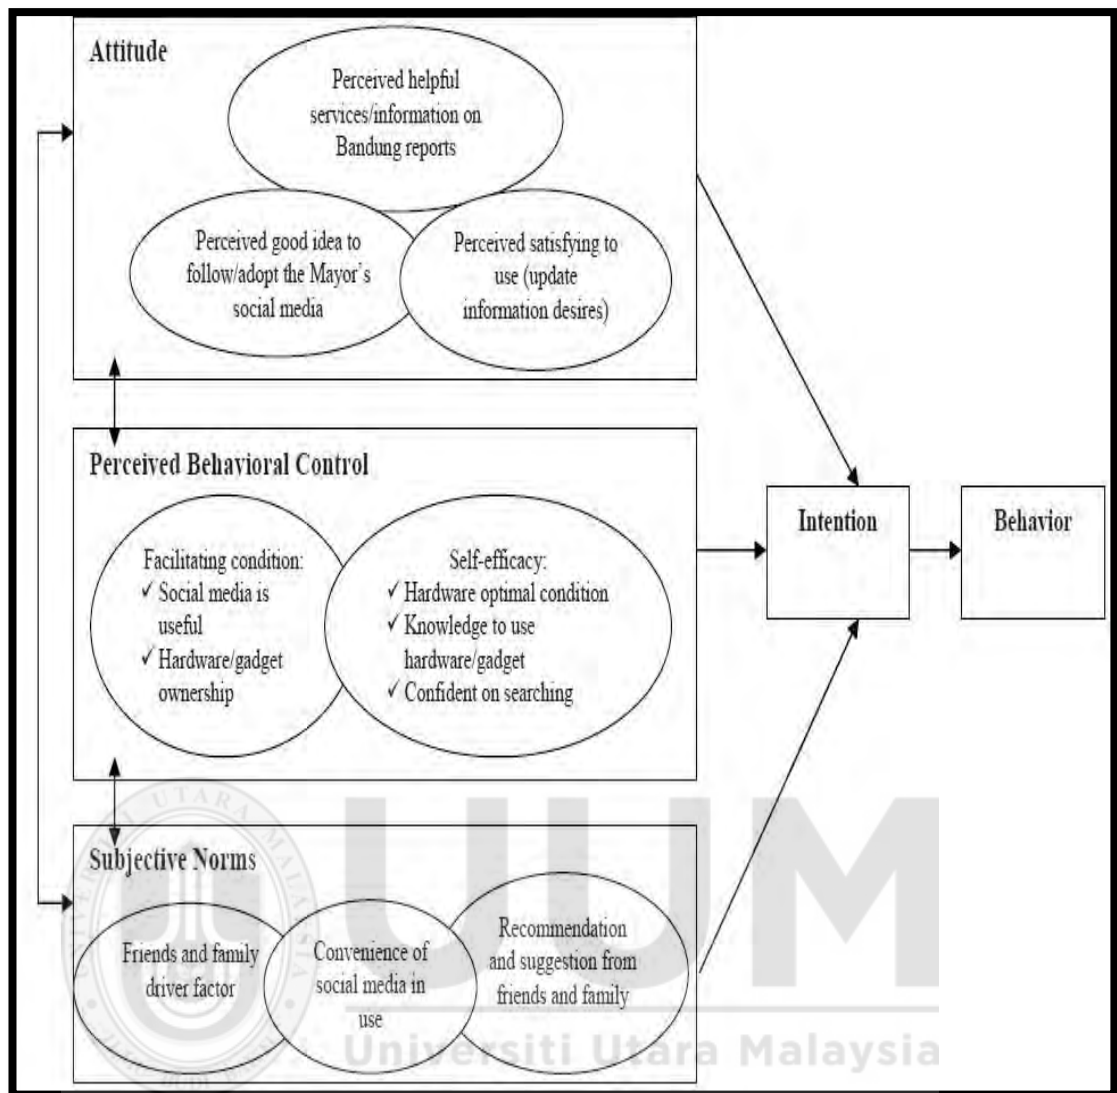 Attitude
Perceived helpful
services/information on
Bandung reports
Perceived good idea to
follow/adopt the Mayor's
social media
Perceived satisfying to
use (update
information desires)
Perceived Behavioral Control
Facilitating condition:
✓ Social media is
useful
✓ Hardware/gadget
ownership
Self-efficacy:
✓ Hardware optimal condition
✓ Knowledge to use
hardware/gadget
✓ Confident on searching
Intention
Behavior
Subjective Norms
Friends and family
driver factor
Convenience of
social media in
use
Recommendation
and suggestion from
friends and family
UUM
Universiti Utara Malaysia
UNIVERSITI UTARA MALAYSIA